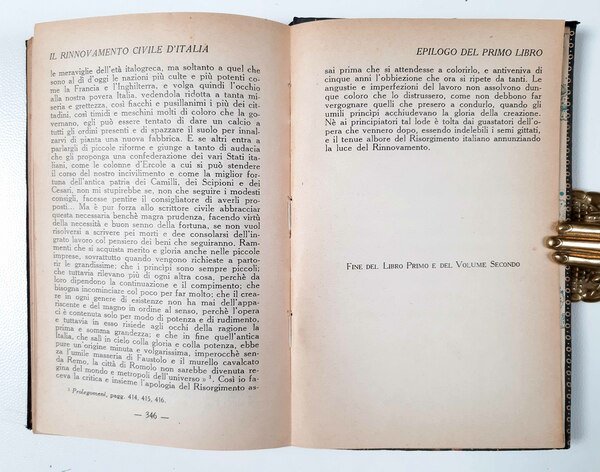 IL RINNOVAMENTO CIVILE D'ITALIA
le meraviglie dell'età italogreca, ma soltanto a quel che
sono al dì d'oggi le nazioni più culte e più potenti co-
me la Francia e l'Inghilterra, e volga quindi l'occhio
alla nostra povera Italia, vedendola ridotta a tanta mise-
ria e grettezza, così fiacchi e pusillanimi i più dei cit-
tadini, così timidi e meschini molti di coloro che la go-
vernano, egli può essere tentato di dare un calcio a
tutti gli ordini presenti e di spazzare il suolo per innal-
zarvi di pianta una nuova fabbrica. E se altri entra a
parlargli di piccole riforme e giunge a tanto di audacia
che gli proponga una confederazione dei vari Stati ita-
liani, come le colonne d'Ercole a cui si può stendere
il corso del nostro incivilimento e come la miglior for-
tuna dell'antica patria dei Camilli, dei Scipioni e dei
Cesari, non mi stupirebbe se, non che seguire i modesti
consigli, facesse pentire il consigliatore di averli propo-
sti... Ma è pur forza allo scrittore civile abbracciar
questa necessaria benchè magra prudenza, facendo virtù
della necessità e buon senno della fortuna, se non vuol
risolversi a scrivere pei morti e dee consolarsi dell'in-
grato lavoro col pensiero dei beni che seguiranno. Ram-
menti che si acquista merito e gloria anche nelle piccole
imprese, sovrattutto quando vengono richieste a parto-
rir le grandissime; che i principî son sempre piccoli;
che tuttavia rilevano più di ogni altra cosa, perchè da
loro dipendono la continuazione e il compimento; che
bisogna incominciar col poco per far molto; che il crea-
re in ogni genere di esistenze non ha mai dell'appa-
riscente e del magno in ordine al senso, perchè l'opera
è contenuta solo per modo di potenza e di rudimento,
e tuttavia in esso risiede agli occhi della ragione la
prima e somma grandezza; e che in fine quell'antica
Italia, che salì in cielo colla gloria e colla potenza, ebbe
pure un'origine minuta e volgarissima, imperocchè sen-
za l'umile masseria di Faustolo e il murello cavalcato
da Remo, la città di Romolo non sarebbe divenuta re-
gina del mondo e metropoli dell'universo » ¹. Così io fa-
ceva la critica e insieme l'apologia del Risorgimento as-
¹ Prolegomeni, pagg. 414, 415, 416.
— 346 —
EPILOGO DEL PRIMO LIBRO
sai prima che si attendesse a colorirlo, e antiveniva di
cinque anni l'obbiezione che ora si ripete da tanti. Le
angustie e imperfezioni del lavoro non assolvono dun-
que coloro che lo distrussero, come non debbono far
vergognare quelli che presero a condurlo, quando gli
umili principii acchiudevano la gloria della creazione.
Nè ai principiatori tal lode è tolta dai guastatori dell'o-
pera che vennero dopo, essendo indelebili i semi gittati,
e il tenue albore del Risorgimento italiano annunziando
la luce del Rinnovamento.
FINE DEL LIBRO PRIMO E DEL VOLUME SECONDO